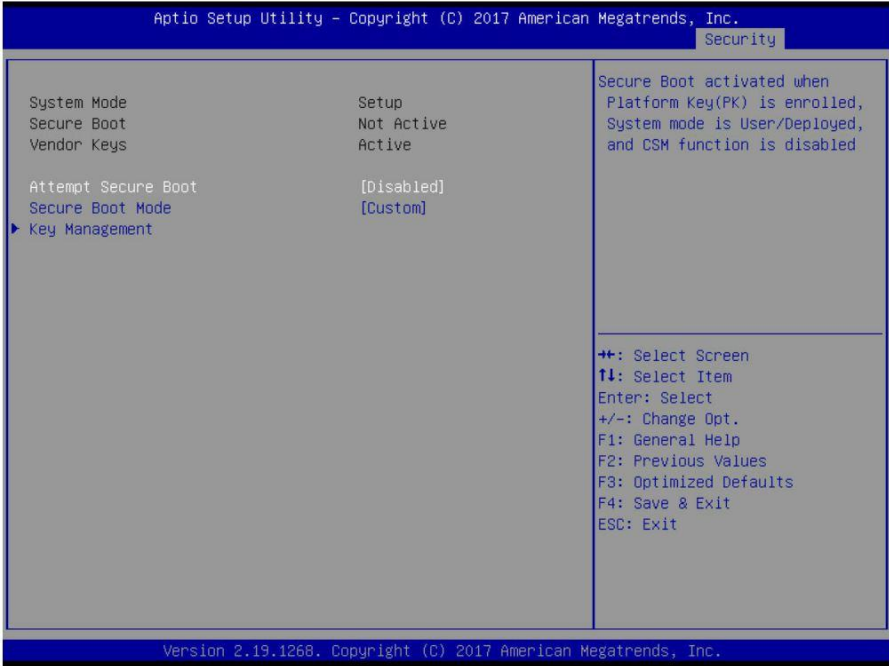 Aptio Setup Utility – Copyright (C) 2017 American Megatrends, Inc.
Security
System Mode Setup
Secure Boot Not Active
Vendor Keys Active
Attempt Secure Boot [Disabled]
Secure Boot Mode [Custom]
Key Management
Secure Boot activated when
Platform Key(PK) is enrolled,
System mode is User/Deployed,
and CSM function is disabled
→←: Select Screen
↑↓: Select Item
Enter: Select
+/-: Change Opt.
F1: General Help
F2: Previous Values
F3: Optimized Defaults
F4: Save & Exit
ESC: Exit
Version 2.19.1268. Copyright (C) 2017 American Megatrends, Inc.